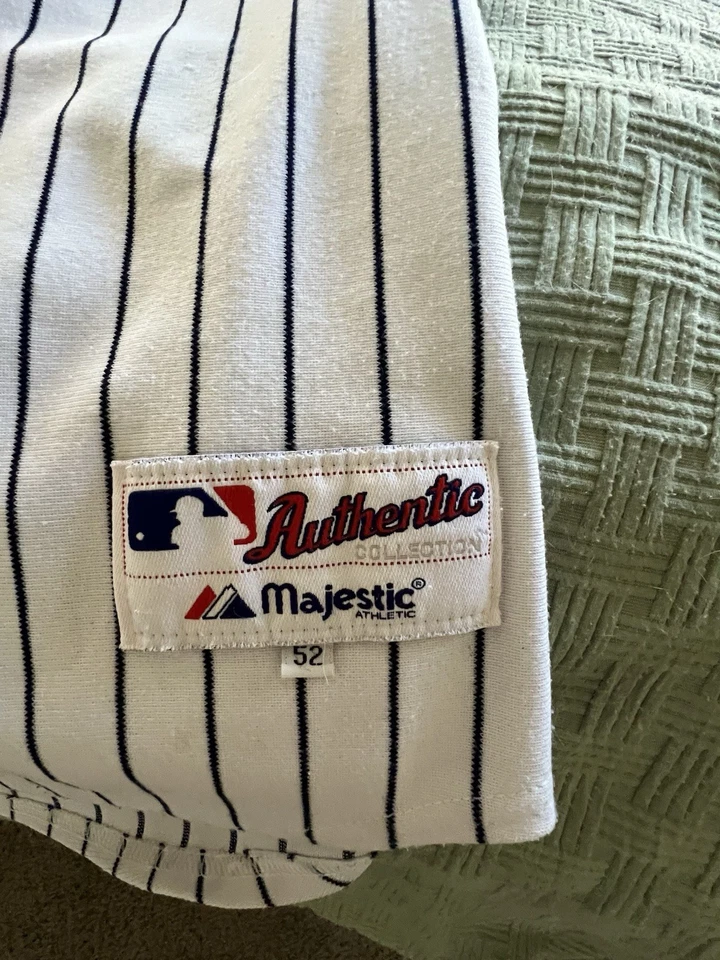 Authentic
COLLECTION
Majestic®
ATHLETIC
52